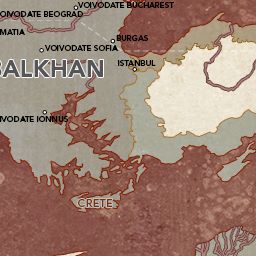 VOIVODATE BUCHAREST
VOIVODATE BEOGRAD
MATIA
BURGAS
VOIVODATE SOFIA
ISTANBUL
BALKHAN
VOIVODATE IONNUS
CRETE